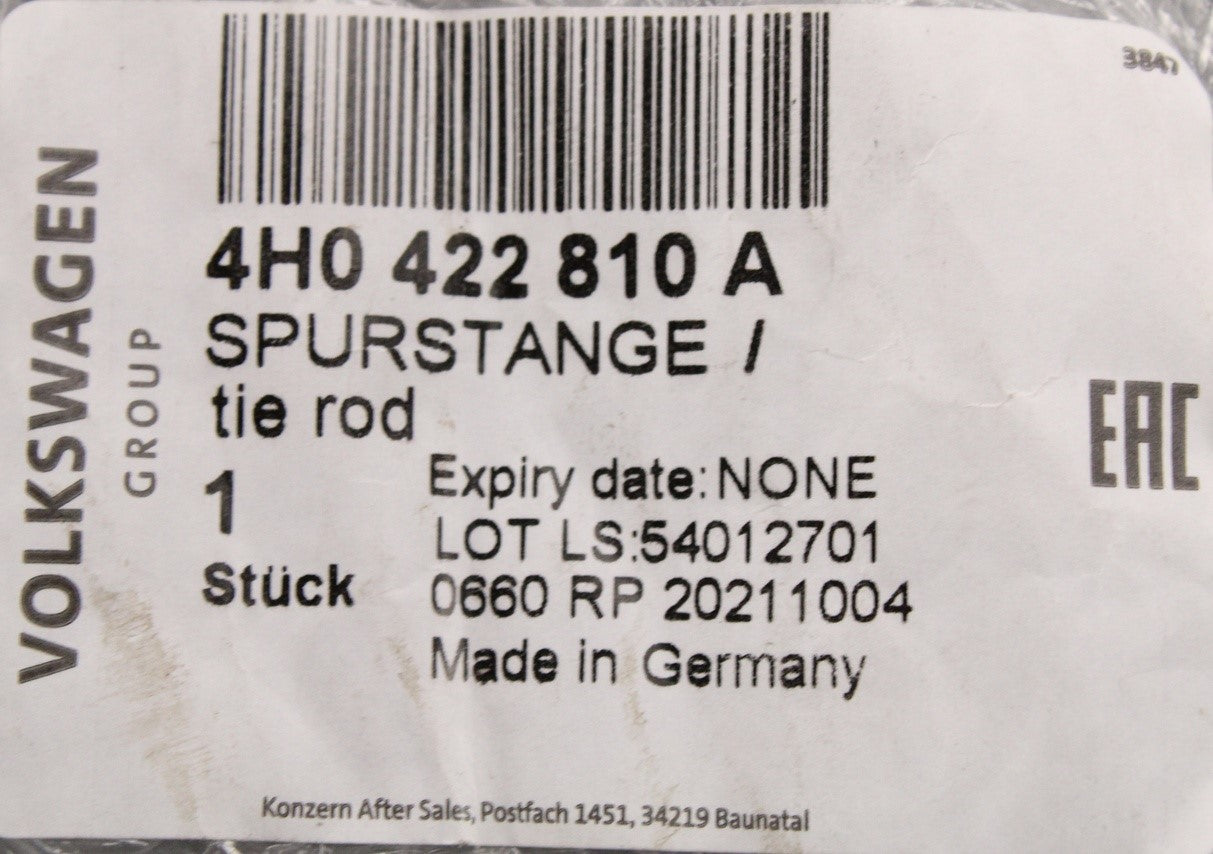 3847
VOLKSWAGEN
GROUP
4H0 422 810 A
SPURSTANGE /
tie rod
1
Stück
Expiry date: NONE
LOT LS:54012701
0660 RP 20211004
Made in Germany
EAC
Konzern After Sales, Postfach 1451, 34219 Baunatal